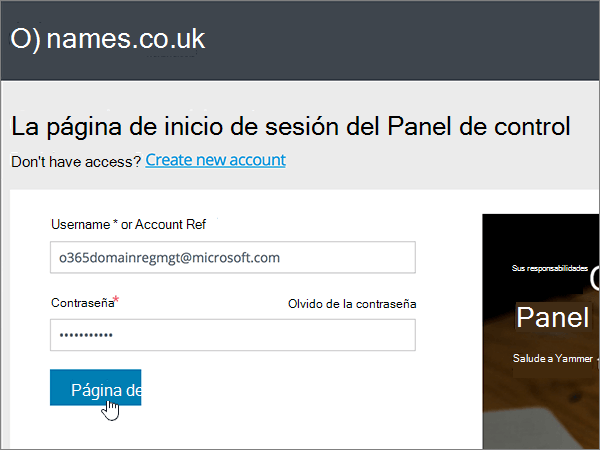 O) names.co.uk
La página de inicio de sesión del Panel de control
Don't have access? Create new account
Username * or Account Ref
o365domainregmgt@microsoft.com
Contraseña*
Olvido de la contraseña
•••••••••••
Página de
Sus responsabilidades
Panel
Salude a Yammer